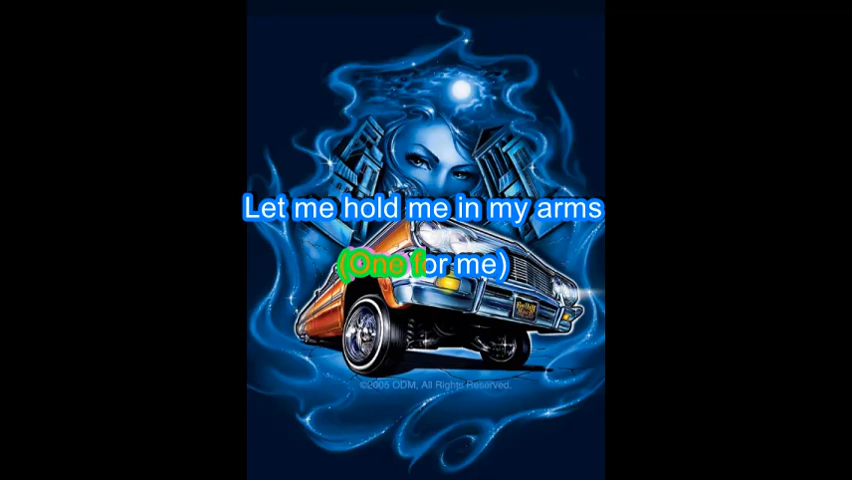 Let me hold me in my arms
(One for me)
©2005 ODM, All Rights Reserved.